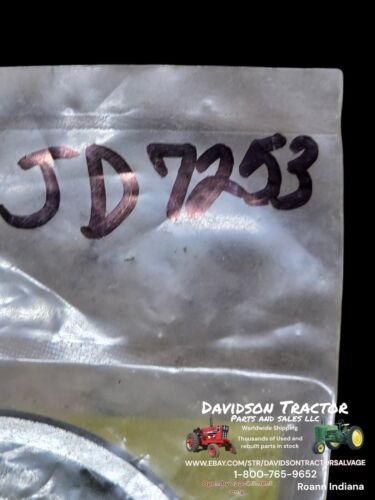 JD7253
Davidson Tractor
Parts and Sales LLC
Worldwide Shipping
Thousands of Used and
rebuilt parts in stock
www.ebay.com/str/davidsontractorsalvage
1-800-765-9652
Roann Indiana